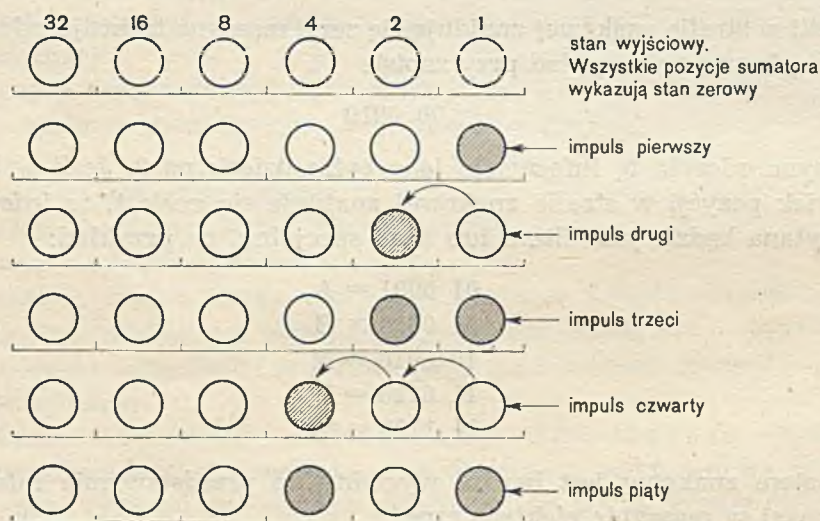 32 16 8 4 2 1
stan wyjściowy.
Wszystkie pozycje sumatora
wykazują stan zerowy
impuls pierwszy
impuls drugi
impuls trzeci
impuls czwarty
impuls piąty